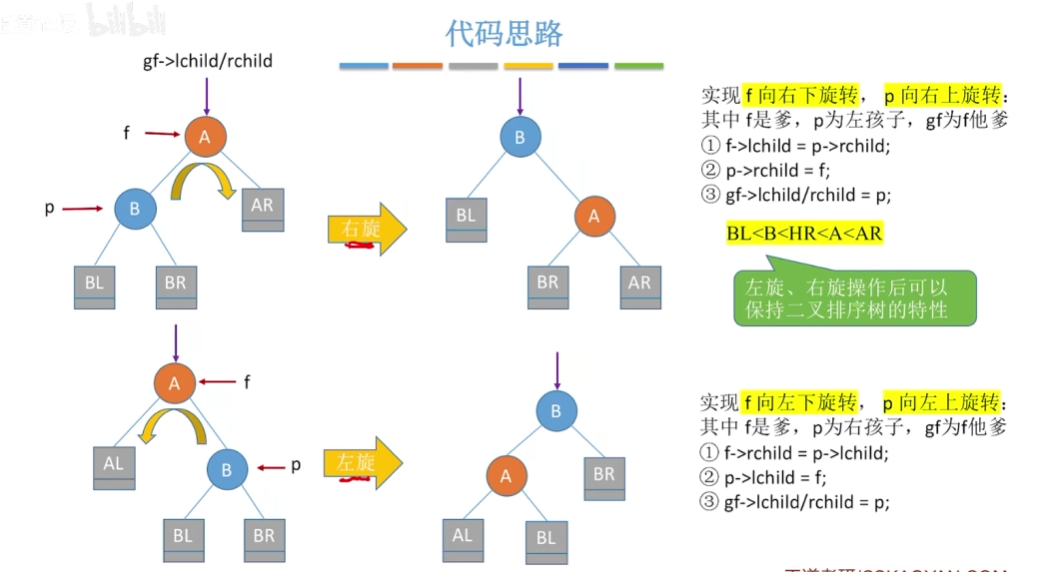 bilibili
代码思路
gf->lchild/rchild
f
A
p
B
AR
BL
BR
右旋
B
BL
A
BR
AR
实现 f 向右下旋转， p 向右上旋转：
其中 f是爹，p为左孩子，gf为f他爹
① f->lchild = p->rchild;
② p->rchild = f;
③ gf->lchild/rchild = p;
BL<B<HR<A<AR
左旋、右旋操作后可以
保持二叉排序树的特性
A
f
AL
B
p
BL
BR
左旋
B
A
BR
AL
BL
实现 f 向左下旋转， p 向左上旋转：
其中 f是爹，p为右孩子，gf为f他爹
① f->rchild = p->lchild;
② p->lchild = f;
③ gf->lchild/rchild = p;